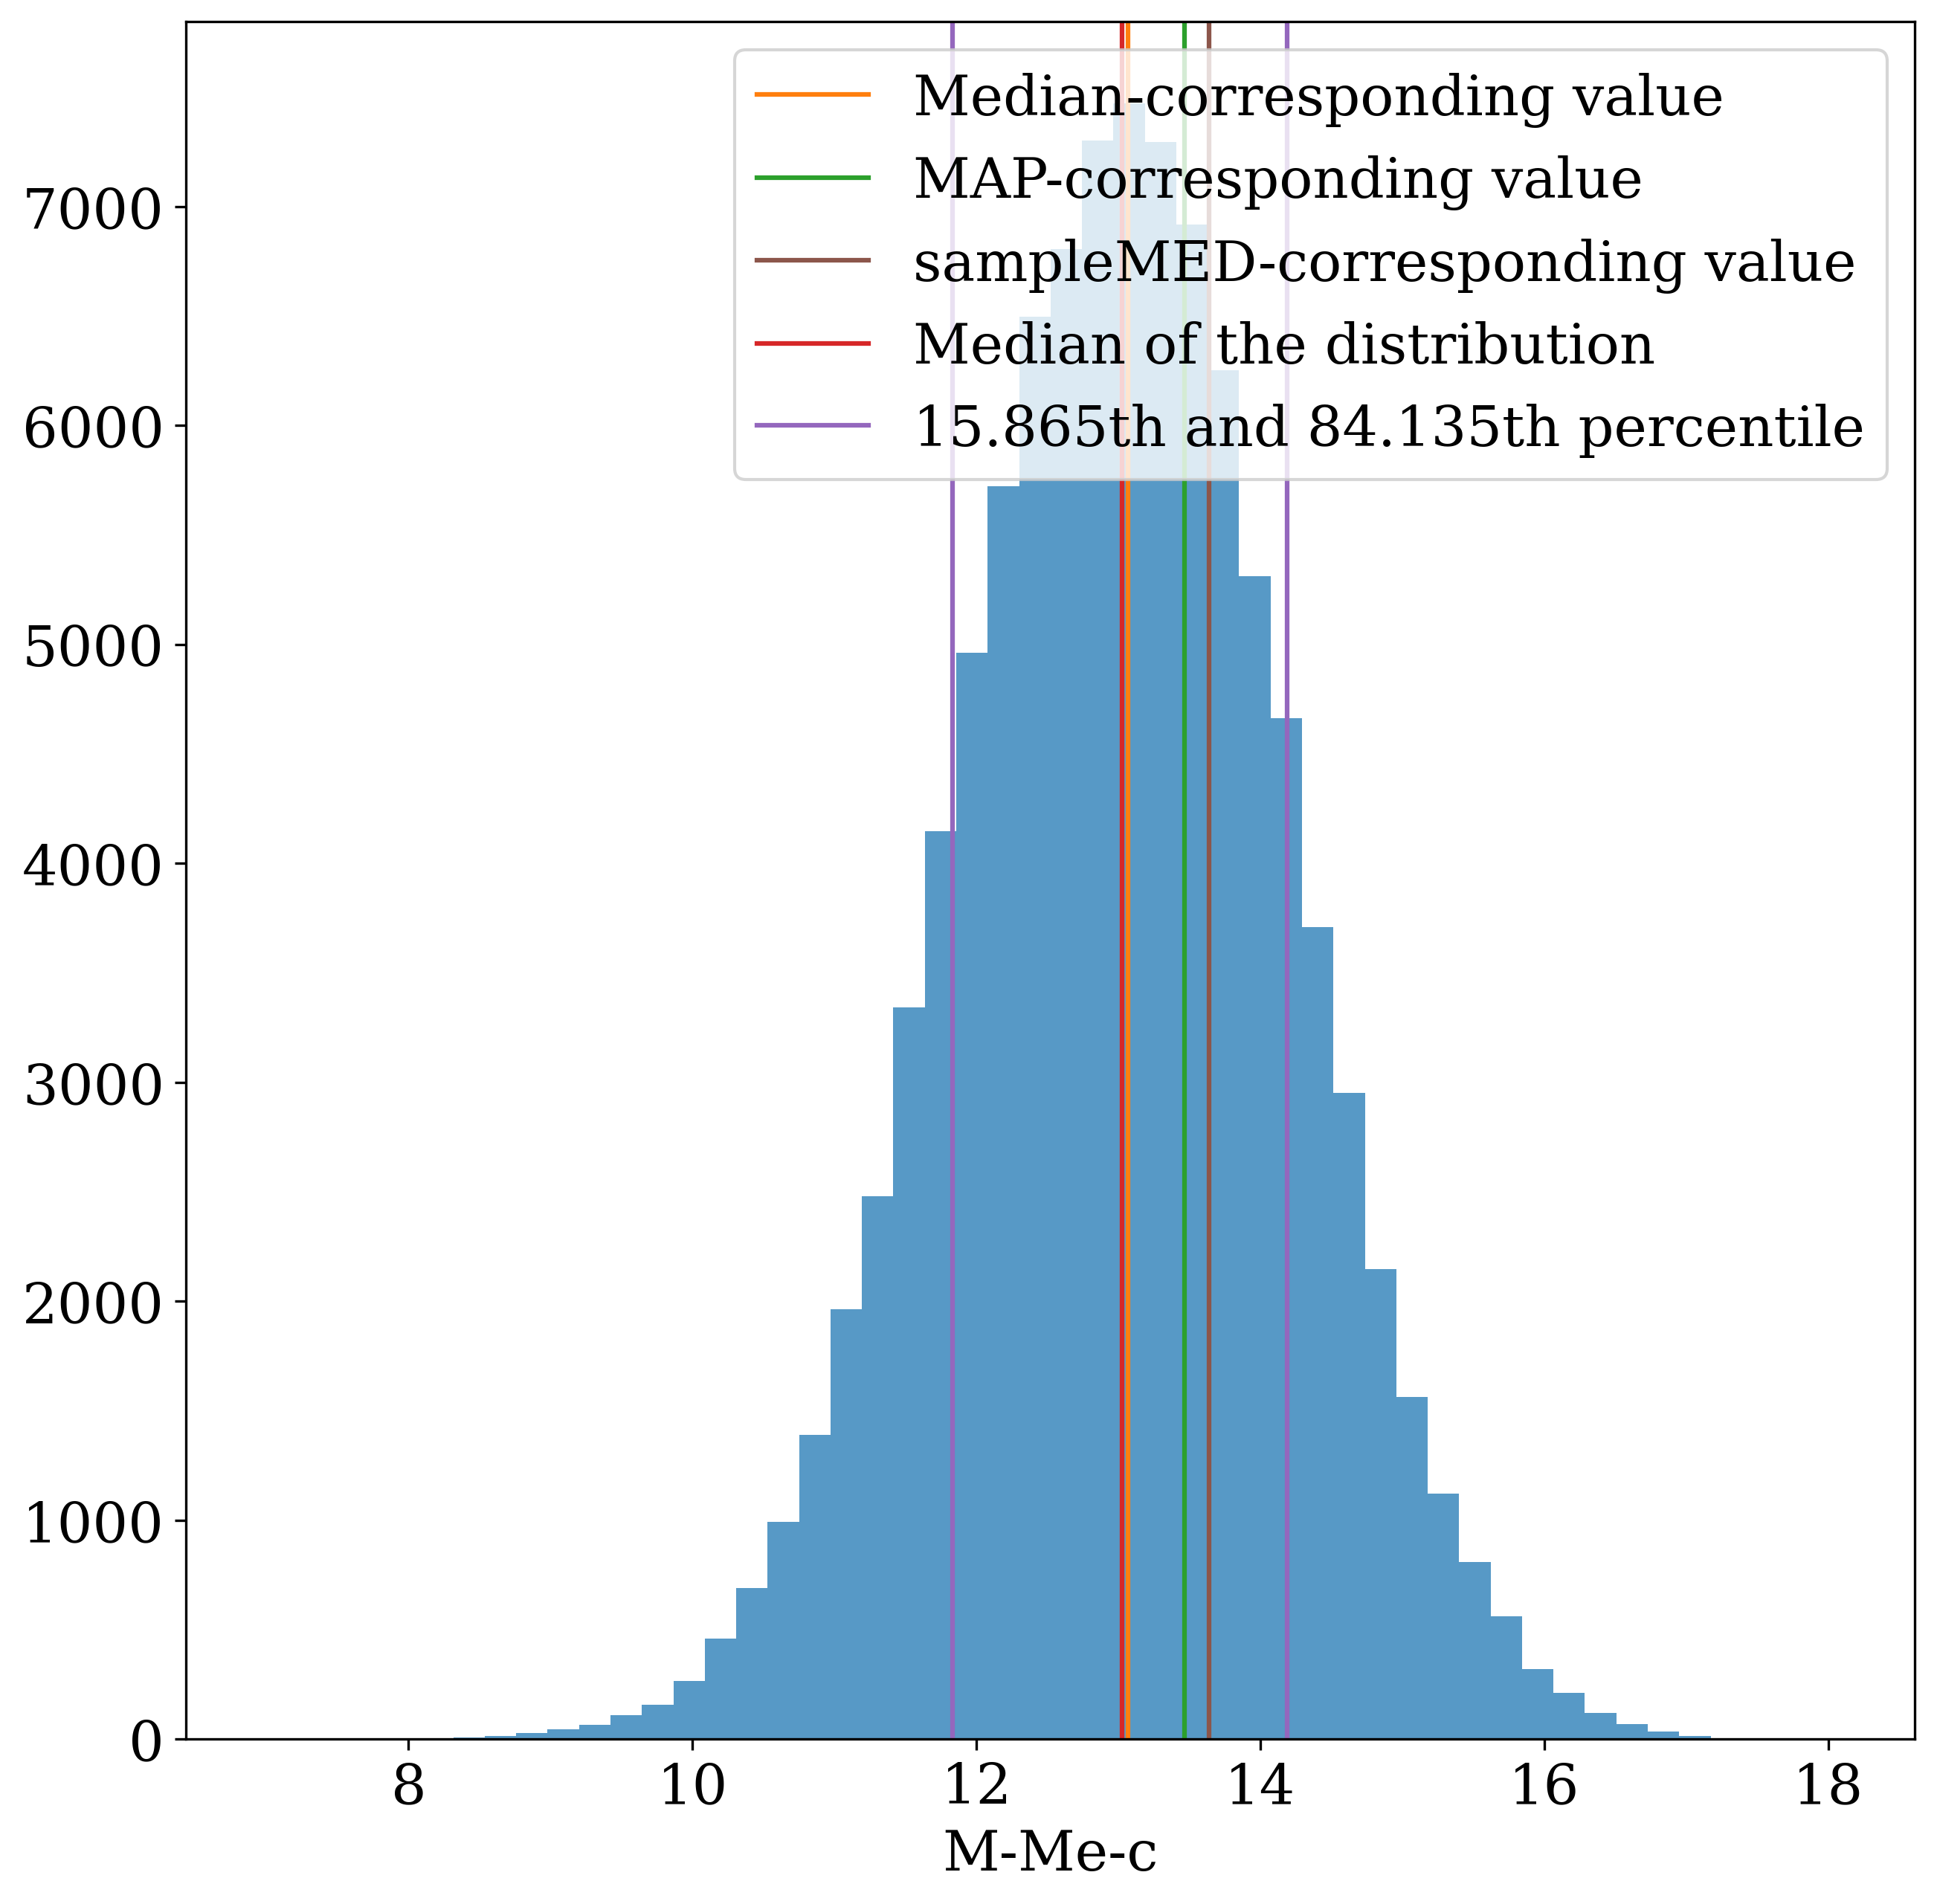 Median-corresponding value
MAP-corresponding value
sampleMED-corresponding value
Median of the distribution
15.865th and 84.135th percentile
7000
6000
5000
4000
3000
2000
1000
0
8 10 12 14 16 18
M-Me-c